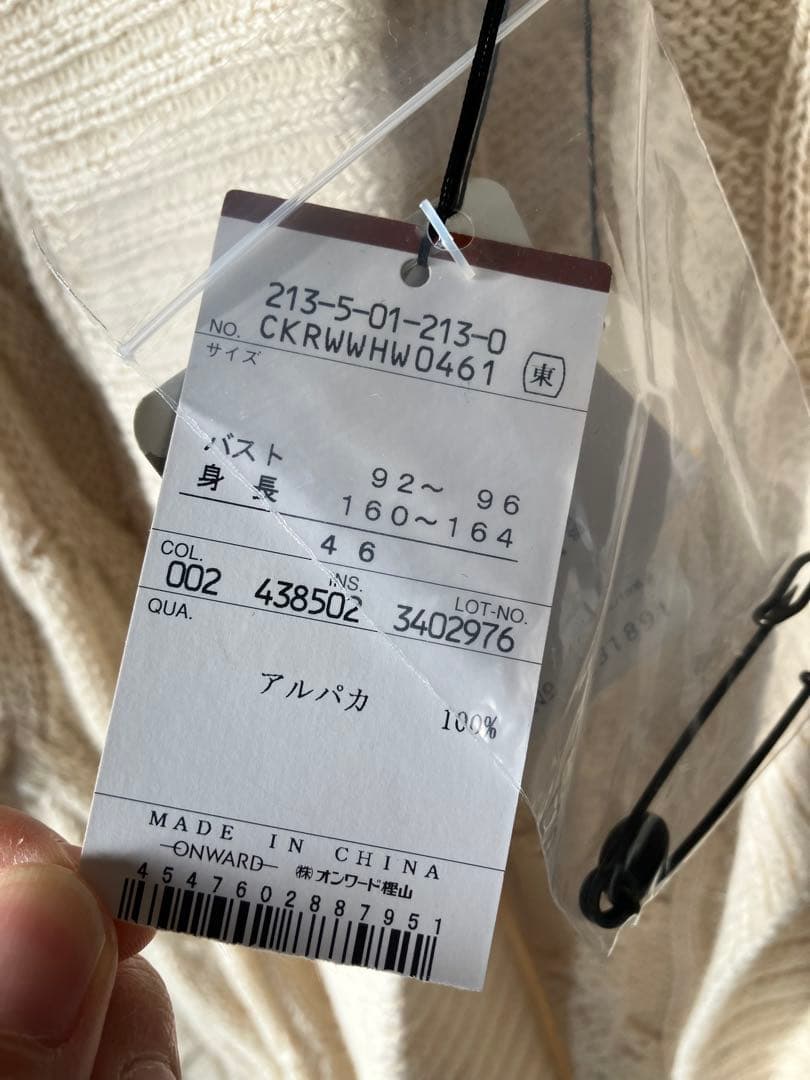 213-5-01-213-0
NO. CKRWWHW0461 東
サイズ
バスト 92～ 96
身長 160～164
46
COL. INS. LOT-NO.
002 438502 3402976
QUA.
アルパカ 100%
MADE IN CHINA
ONWARD ㈱オンワード樫山
4547602887951